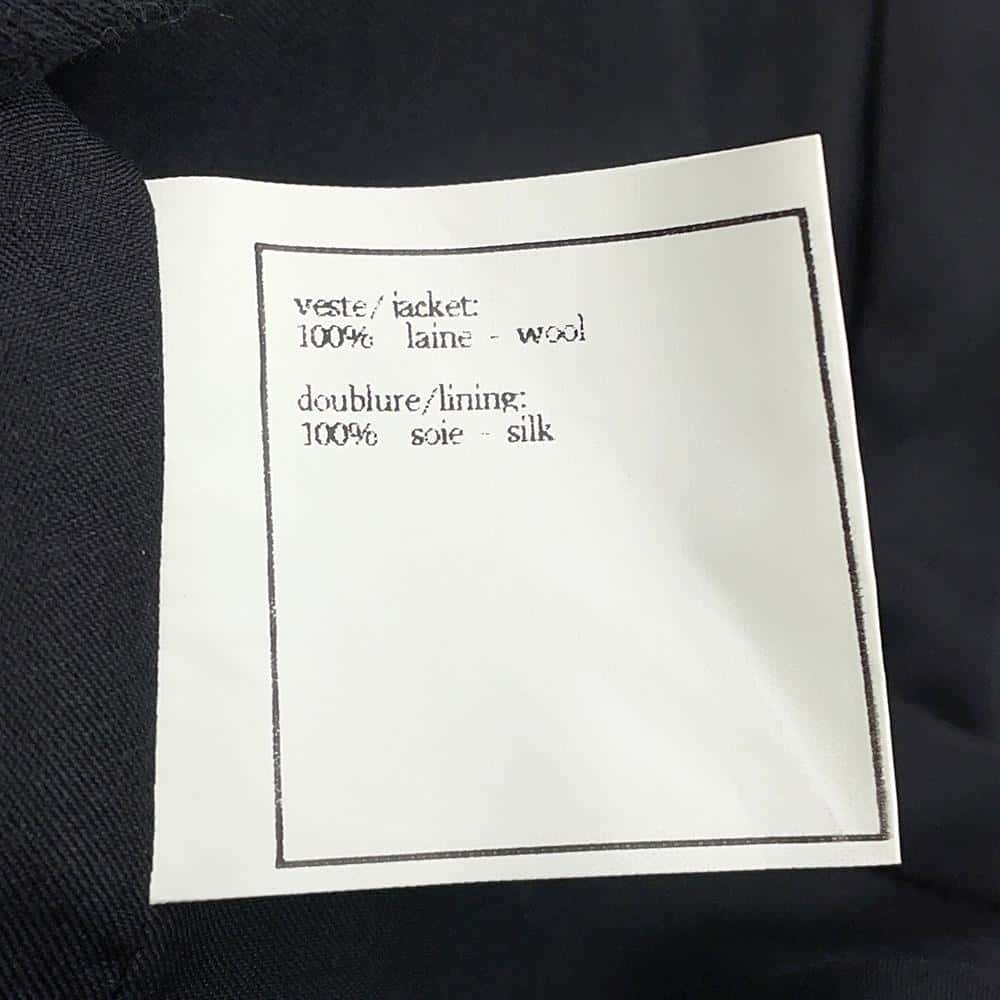 veste/ jacket:
100% laine - wool
doublure/lining:
100% soie - silk